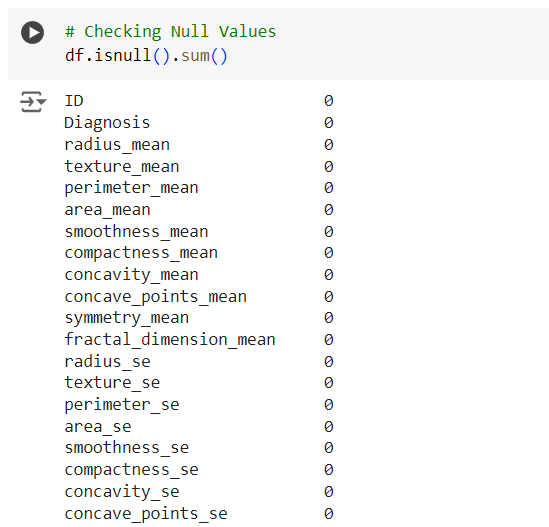 # Checking Null Values
df.isnull().sum()
ID 0
Diagnosis 0
radius_mean 0
texture_mean 0
perimeter_mean 0
area_mean 0
smoothness_mean 0
compactness_mean 0
concavity_mean 0
concave_points_mean 0
symmetry_mean 0
fractal_dimension_mean 0
radius_se 0
texture_se 0
perimeter_se 0
area_se 0
smoothness_se 0
compactness_se 0
concavity_se 0
concave_points_se 0